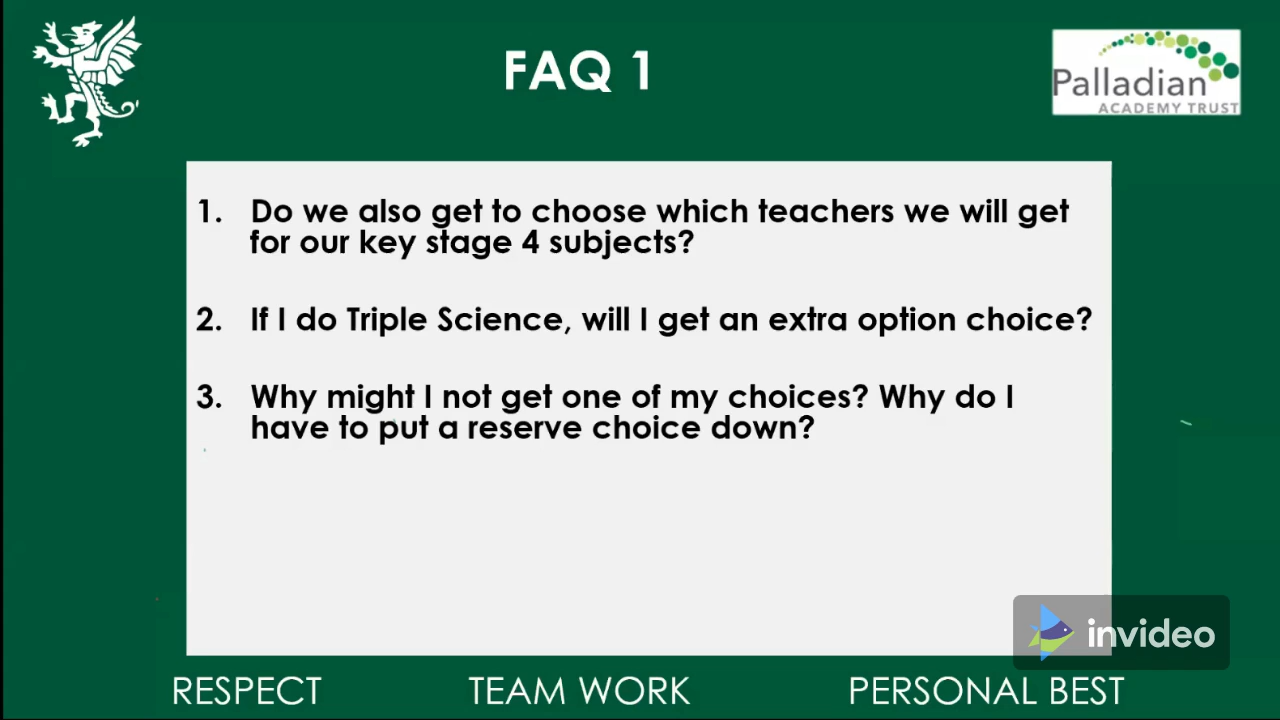 FAQ 1
Palladian
ACADEMY TRUST
1. Do we also get to choose which teachers we will get
for our key stage 4 subjects?
2. If I do Triple Science, will I get an extra option choice?
3. Why might I not get one of my choices? Why do I
have to put a reserve choice down?
invideo
RESPECT TEAM WORK PERSONAL BEST